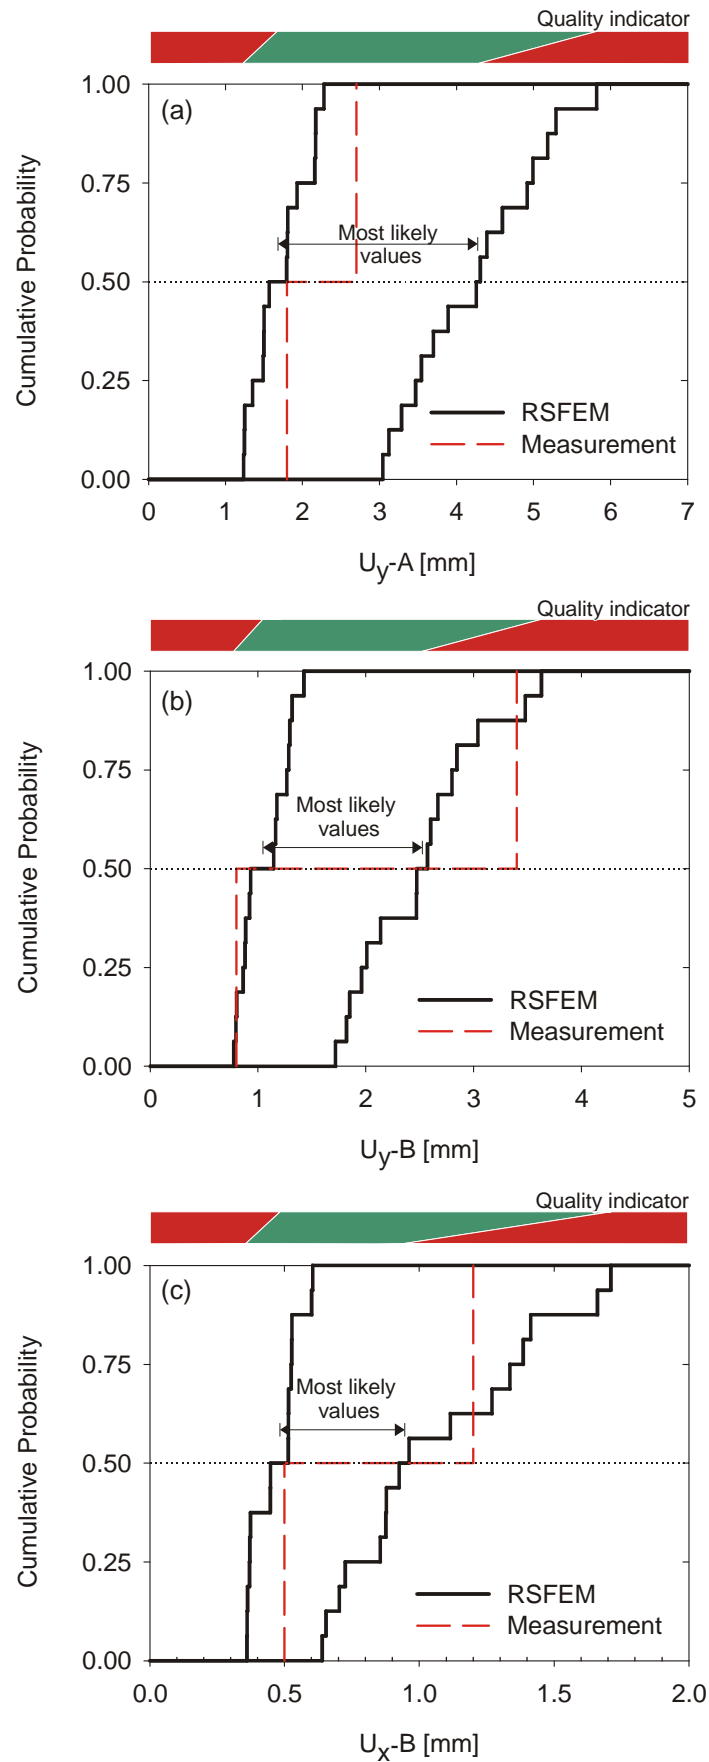 Quality indicator
(a)
1.00
0.75
0.50
0.25
0.00
Cumulative Probability
Most likely
values
RSFEM
Measurement
0 1 2 3 4 5 6 7
Uy-A [mm]
Quality indicator
(b)
1.00
0.75
0.50
0.25
0.00
Cumulative Probability
Most likely
values
RSFEM
Measurement
0 1 2 3 4 5
Uy-B [mm]
Quality indicator
(c)
1.00
0.75
0.50
0.25
0.00
Cumulative Probability
Most likely
values
RSFEM
Measurement
0.0 0.5 1.0 1.5 2.0
Ux-B [mm]